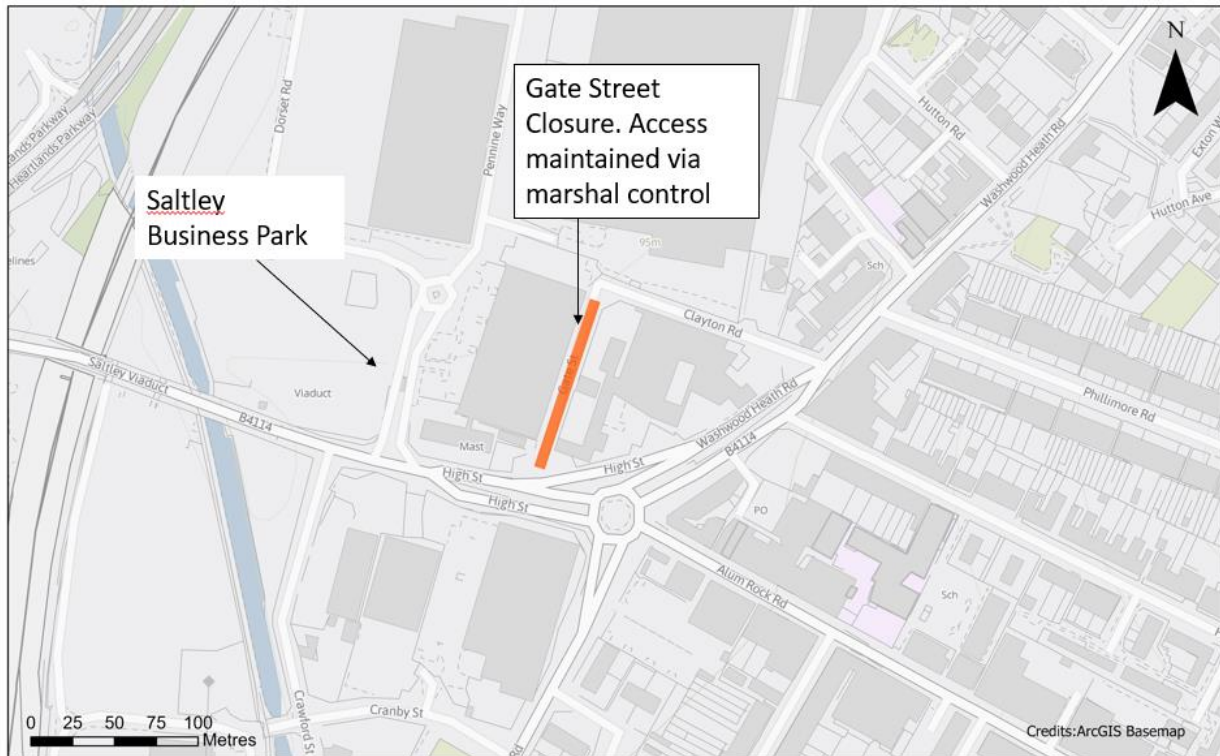 N
Gate Street
Closure. Access
maintained via
marshal control
Saltley
Business Park
Heartlands Parkway
Dorset Rd
Pennine Way
Hutton Rd
Washwood Heath Rd
Hutton Ave
95m
Sch
Clayton Rd
Gate St
Phillimore Rd
Saltley Viaduct
B4114
Viaduct
Mast
High St
High St
High St
Washwood Heath Rd
B4114
PO
Alum Rock Rd
Sch
Crawford St
Cranby St
Rd
0 25 50 75 100
Metres
Credits:ArcGIS Basemap